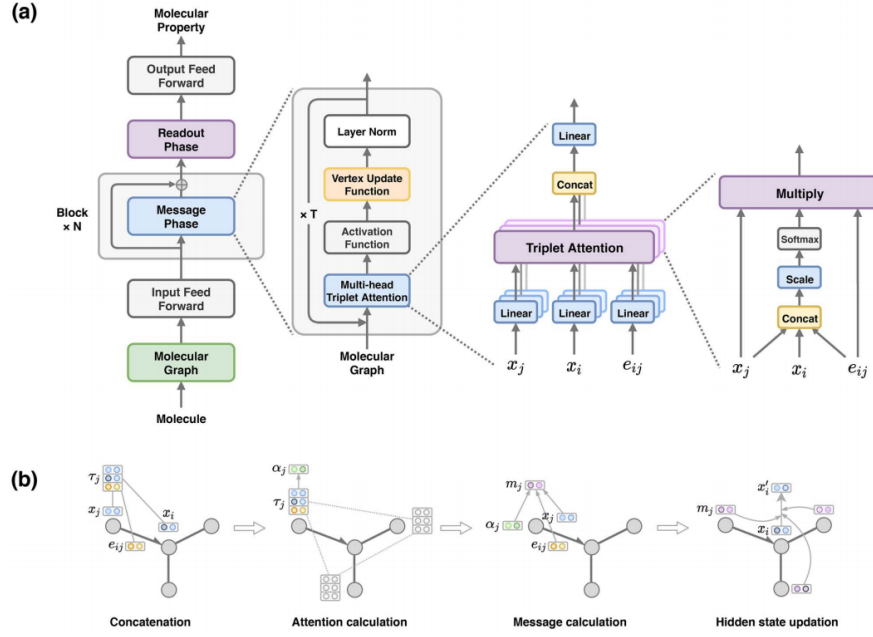 (a)
Molecular
Property
Output Feed
Forward
Readout
Phase
Block
× N
Message
Phase
Input Feed
Forward
Molecular
Graph
Molecule
Layer Norm
Vertex Update
Function
× T
Activation
Function
Multi-head
Triplet Attention
Molecular
Graph
Linear
Concat
Triplet Attention
Linear
Linear
Linear
x_j
x_i
e_ij
Multiply
Softmax
Scale
Concat
x_j
x_i
e_ij
(b)
τ_j
x_j
x_i
e_ij
Concatenation
α_j
τ_j
Attention calculation
m_j
α_j
x_j
e_ij
Message calculation
x'_i
m_j
x_i
Hidden state updation